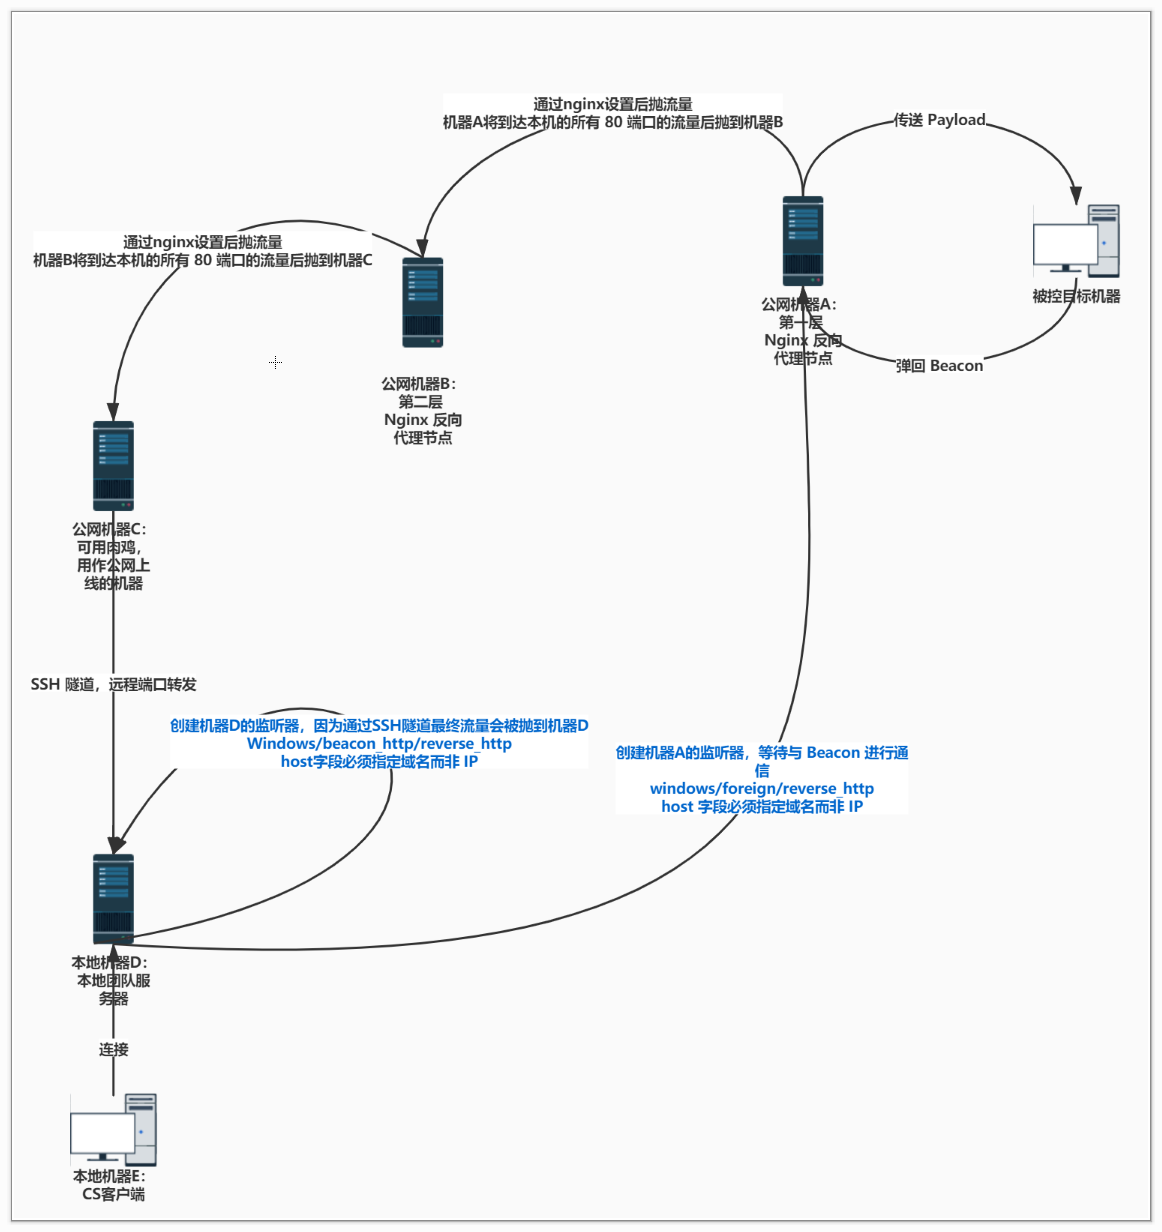 通过nginx设置后抛流量
机器A将到达本机的所有 80 端口的流量后抛到机器B
传送 Payload
通过nginx设置后抛流量
机器B将到达本机的所有 80 端口的流量后抛到机器C
被控目标机器
公网机器A：
第一层
Nginx 反向
代理节点
弹回 Beacon
公网机器B：
第二层
Nginx 反向
代理节点
公网机器C：
可用肉鸡，
用作公网上
线的机器
SSH 隧道，远程端口转发
创建机器D的监听器，因为通过SSH隧道最终流量会被抛到机器D
Windows/beacon_http/reverse_http
host字段必须指定域名而非 IP
创建机器A的监听器，等待与 Beacon 进行通
信
windows/foreign/reverse_http
host 字段必须指定域名而非 IP
本地机器D：
本地团队服
务器
连接
本地机器E：
CS客户端